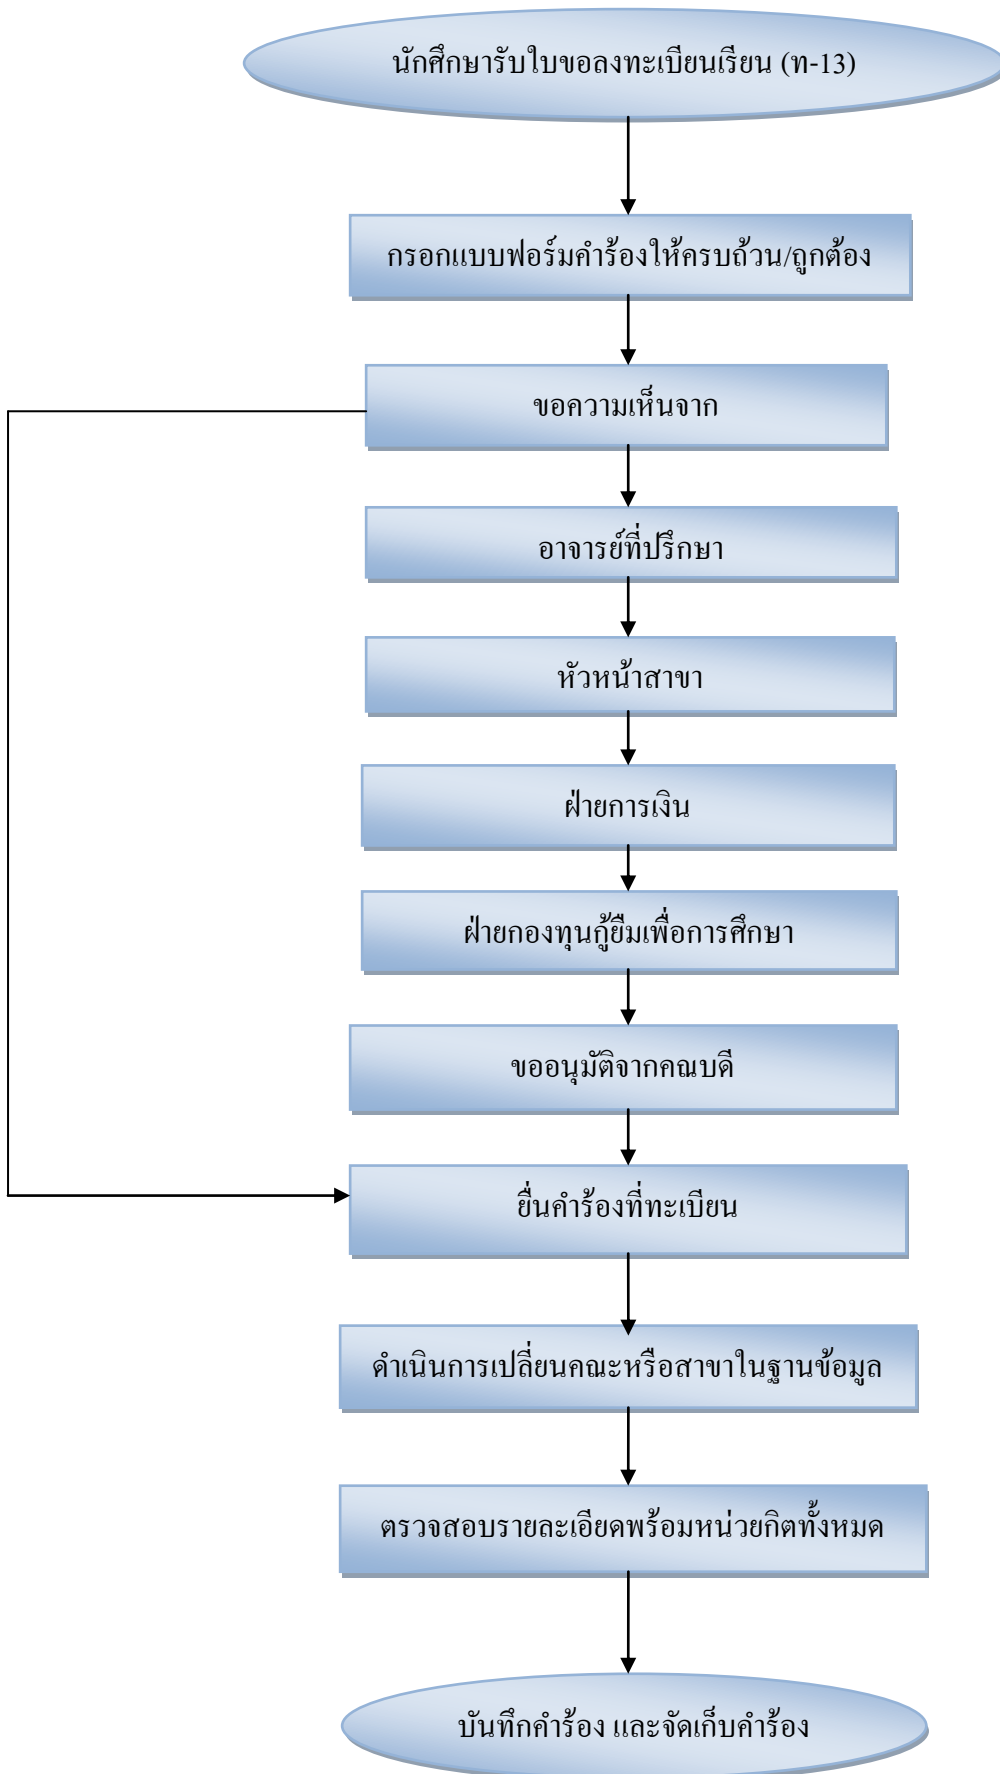 นักศึกษารับใบขอลงทะเบียนเรียน (ท-13)
กรอกแบบฟอร์มคำร้องให้ครบถ้วน/ถูกต้อง
ขอความเห็นจาก
อาจารย์ที่ปรึกษา
หัวหน้าสาขา
ฝ่ายการเงิน
ฝ่ายกองทุนกู้ยืมเพื่อการศึกษา
ขออนุมัติจากคณบดี
ยื่นคำร้องที่ทะเบียน
ดำเนินการเปลี่ยนคณะหรือสาขาในฐานข้อมูล
ตรวจสอบรายละเอียดพร้อมหน่วยกิตทั้งหมด
บันทึกคำร้อง และจัดเก็บคำร้อง